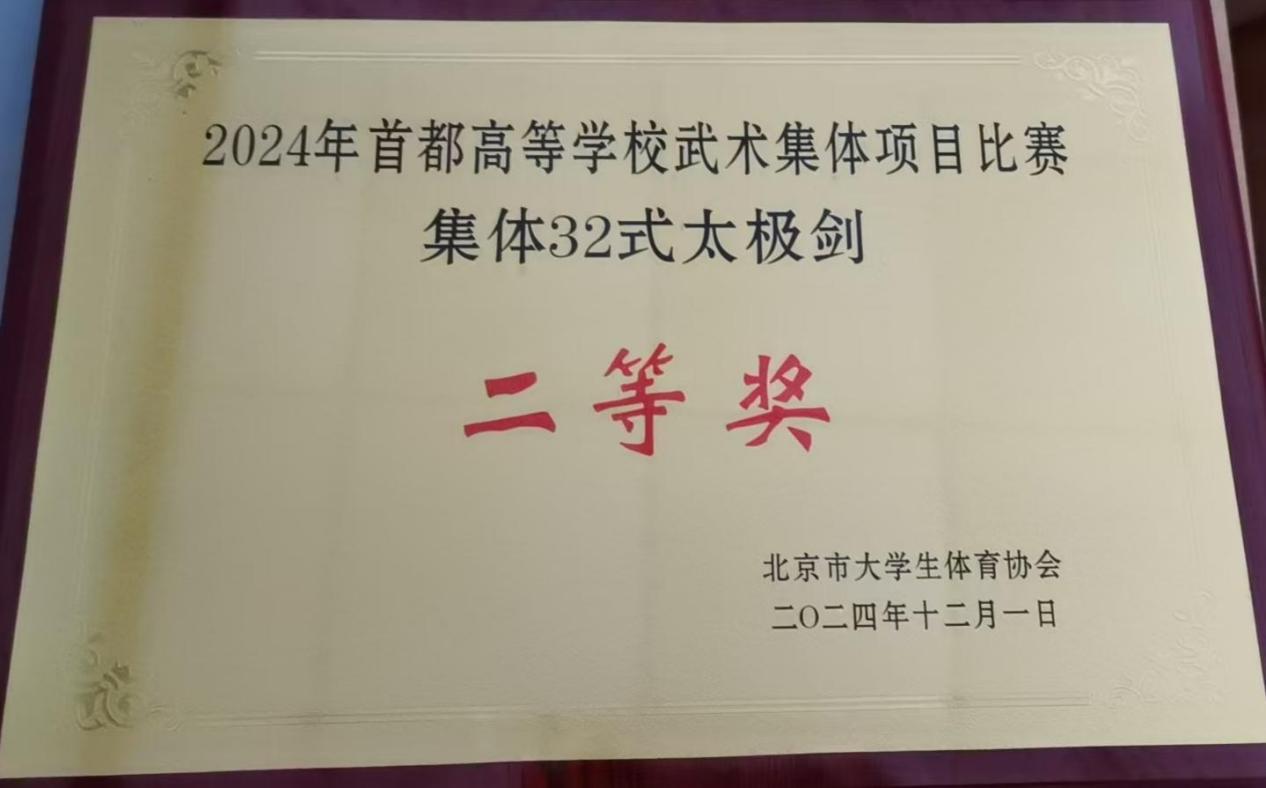 2024年首都高等学校武术集体项目比赛
集体32式太极剑
二等奖
北京市大学生体育协会
二〇二四年十二月一日